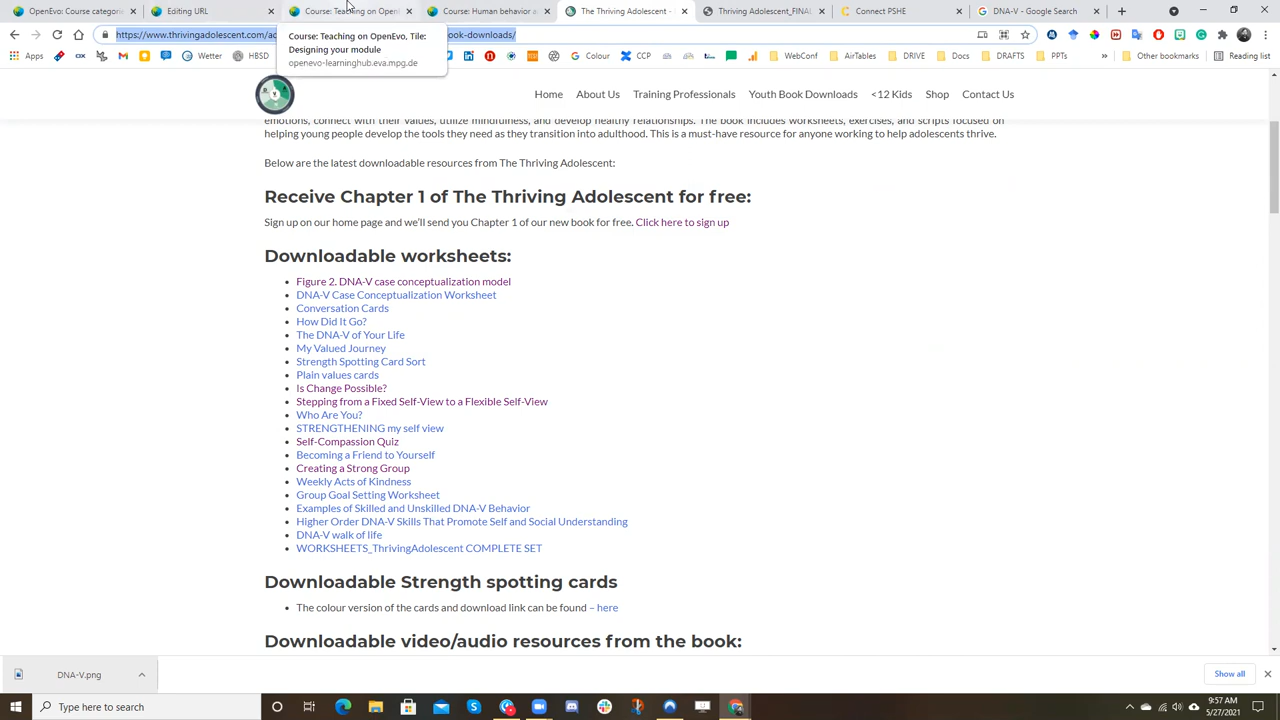 OpenEvo: Course categorie
Editing URL
Course: Teaching on OpenEvo
Course: Human behavior an
The Thriving Adolescent -
Thriving Adolescent_FINAL
Connect PSHE
DNA-V - Google Search
https://www.thrivingadolescent.com/ad
ook-downloads/
Course: Teaching on OpenEvo, Tile:
Designing your module
openevo-learninghub.eva.mpg.de
Apps
Wetter
HBSD
Colour
CCP
WebConf
AirTables
DRIVE
Docs
DRAFTS
PPTs
Other bookmarks
Reading list
Home
About Us
Training Professionals
Youth Book Downloads
<12 Kids
Shop
Contact Us
emotions, connect with their values, utilize mindfulness, and develop healthy relationships. The book includes worksheets, exercises, and scripts focused on
helping young people develop the tools they need as they transition into adulthood. This is a must-have resource for anyone working to help adolescents thrive.
Below are the latest downloadable resources from The Thriving Adolescent:
Receive Chapter 1 of The Thriving Adolescent for free:
Sign up on our home page and we'll send you Chapter 1 of our new book for free. Click here to sign up
Downloadable worksheets:
Figure 2. DNA-V case conceptualization model
DNA-V Case Conceptualization Worksheet
Conversation Cards
How Did It Go?
The DNA-V of Your Life
My Valued Journey
Strength Spotting Card Sort
Plain values cards
Is Change Possible?
Stepping from a Fixed Self-View to a Flexible Self-View
Who Are You?
STRENGTHENING my self view
Self-Compassion Quiz
Becoming a Friend to Yourself
Creating a Strong Group
Weekly Acts of Kindness
Group Goal Setting Worksheet
Examples of Skilled and Unskilled DNA-V Behavior
Higher Order DNA-V Skills That Promote Self and Social Understanding
DNA-V walk of life
WORKSHEETS_ThrivingAdolescent COMPLETE SET
Downloadable Strength spotting cards
The colour version of the cards and download link can be found – here
Downloadable video/audio resources from the book:
DNA-V.png
Show all
Type here to search
9:57 AM
5/27/2021